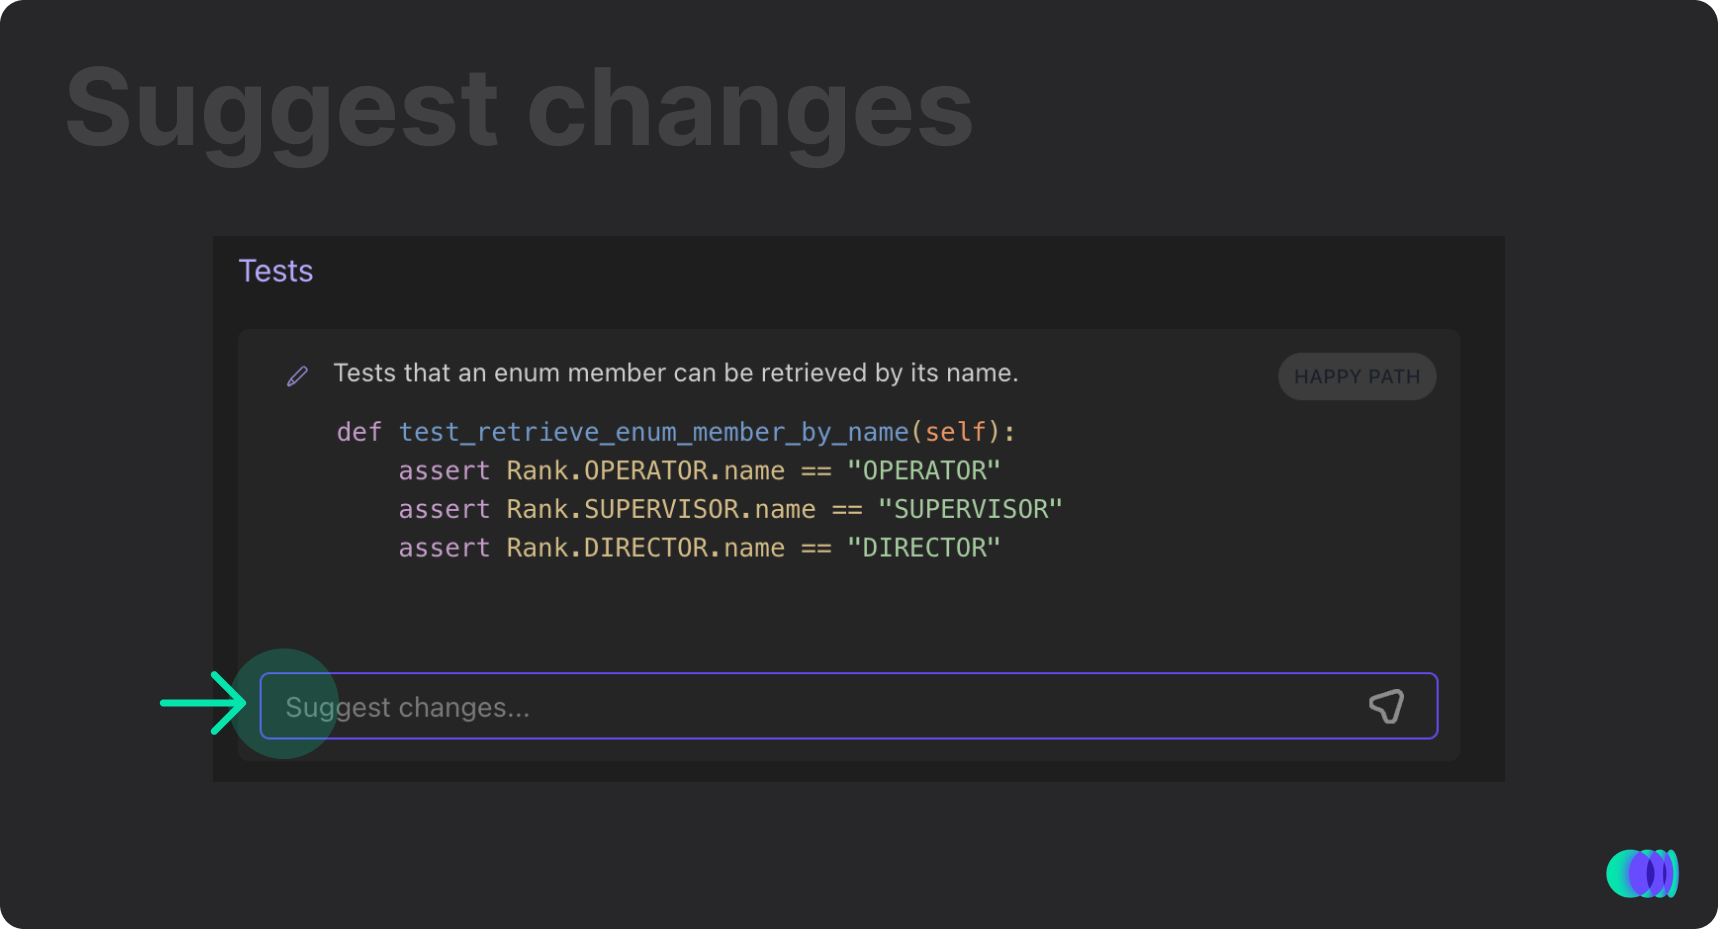 Suggest changes
Tests
Tests that an enum member can be retrieved by its name.
HAPPY PATH
def test_retrieve_enum_member_by_name(self):
    assert Rank.OPERATOR.name == "OPERATOR"
    assert Rank.SUPERVISOR.name == "SUPERVISOR"
    assert Rank.DIRECTOR.name == "DIRECTOR"
Suggest changes...